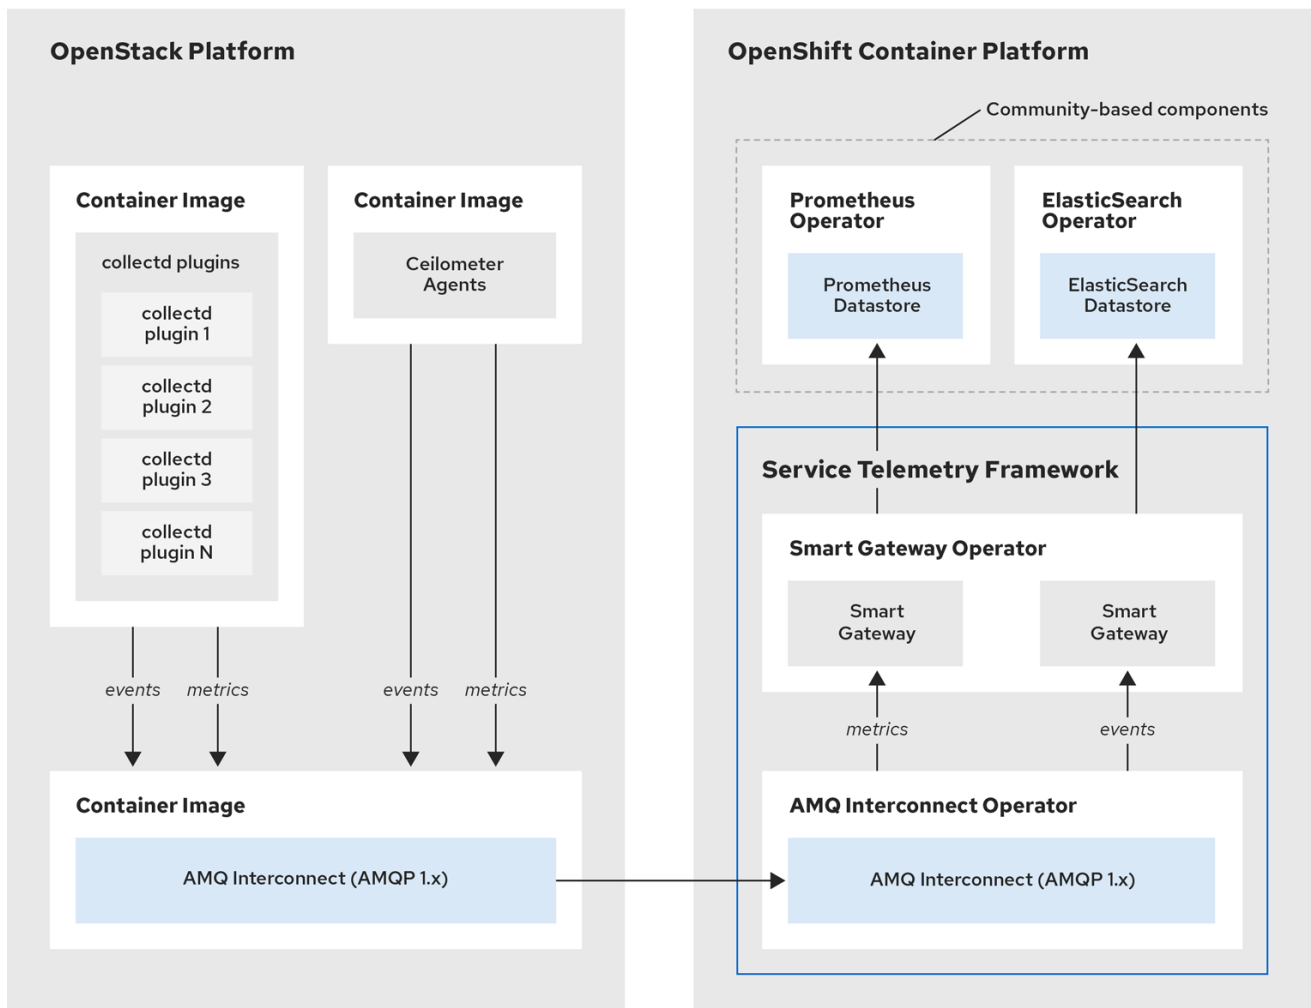 OpenStack Platform
Container Image
collectd plugins
collectd
plugin 1
collectd
plugin 2
collectd
plugin 3
collectd
plugin N
Container Image
Ceilometer
Agents
events
metrics
events
metrics
Container Image
AMQ Interconnect (AMQP 1.x)
OpenShift Container Platform
Community-based components
Prometheus
Operator
Prometheus
Datastore
ElasticSearch
Operator
ElasticSearch
Datastore
Service Telemetry Framework
Smart Gateway Operator
Smart
Gateway
Smart
Gateway
metrics
events
AMQ Interconnect Operator
AMQ Interconnect (AMQP 1.x)